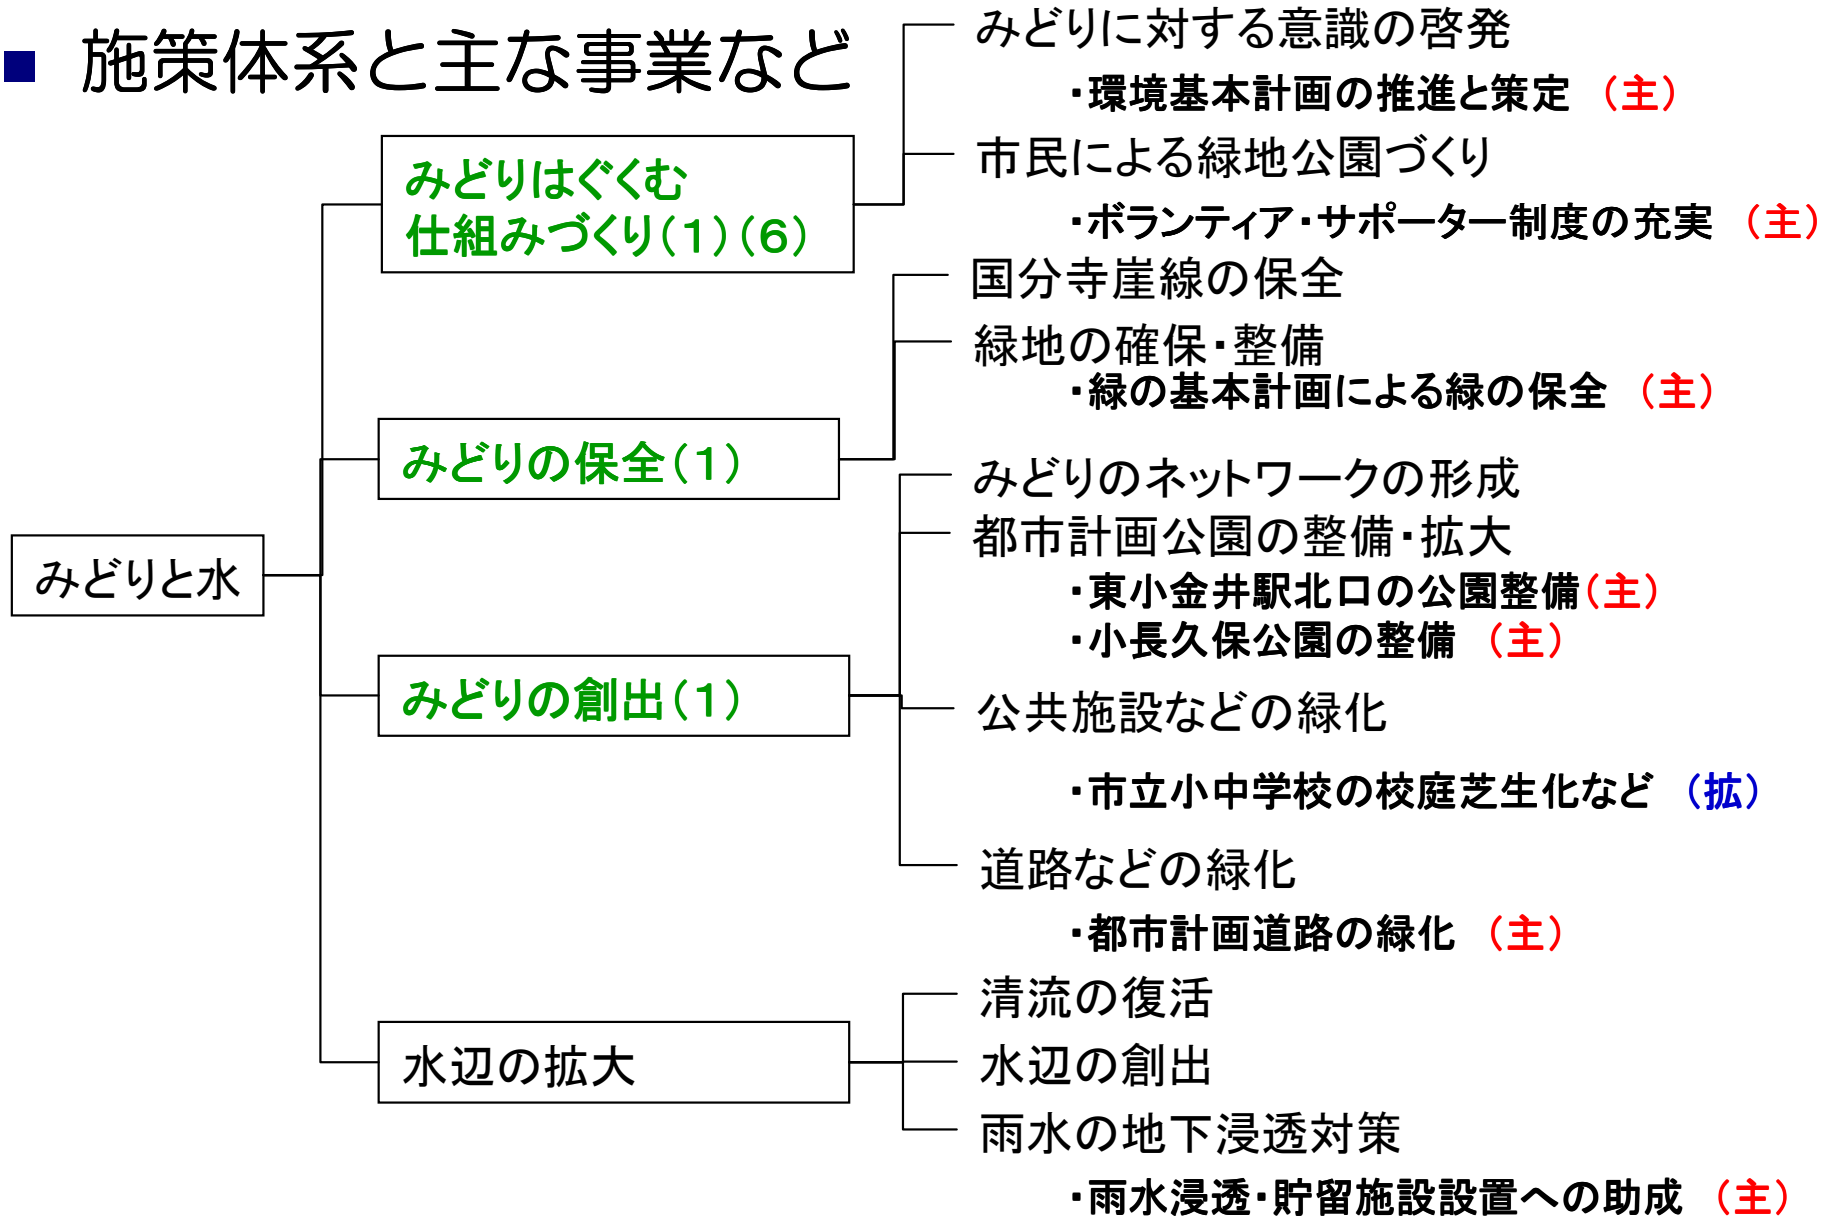 ■ 施策体系と主な事業など
みどりに対する意識の啓発
・環境基本計画の推進と策定 （主）
市民による緑地公園づくり
・ボランティア・サポーター制度の充実 （主）
みどりはぐくむ
仕組みづくり（１）（６）
国分寺崖線の保全
緑地の確保・整備
・緑の基本計画による緑の保全 （主）
みどりの保全（１）
みどりのネットワークの形成
都市計画公園の整備・拡大
・東小金井駅北口の公園整備（主）
・小長久保公園の整備 （主）
みどりと水
みどりの創出（１）
公共施設などの緑化
・市立小中学校の校庭芝生化など （拡）
道路などの緑化
・都市計画道路の緑化 （主）
水辺の拡大
清流の復活
水辺の創出
雨水の地下浸透対策
・雨水浸透・貯留施設設置への助成 （主）